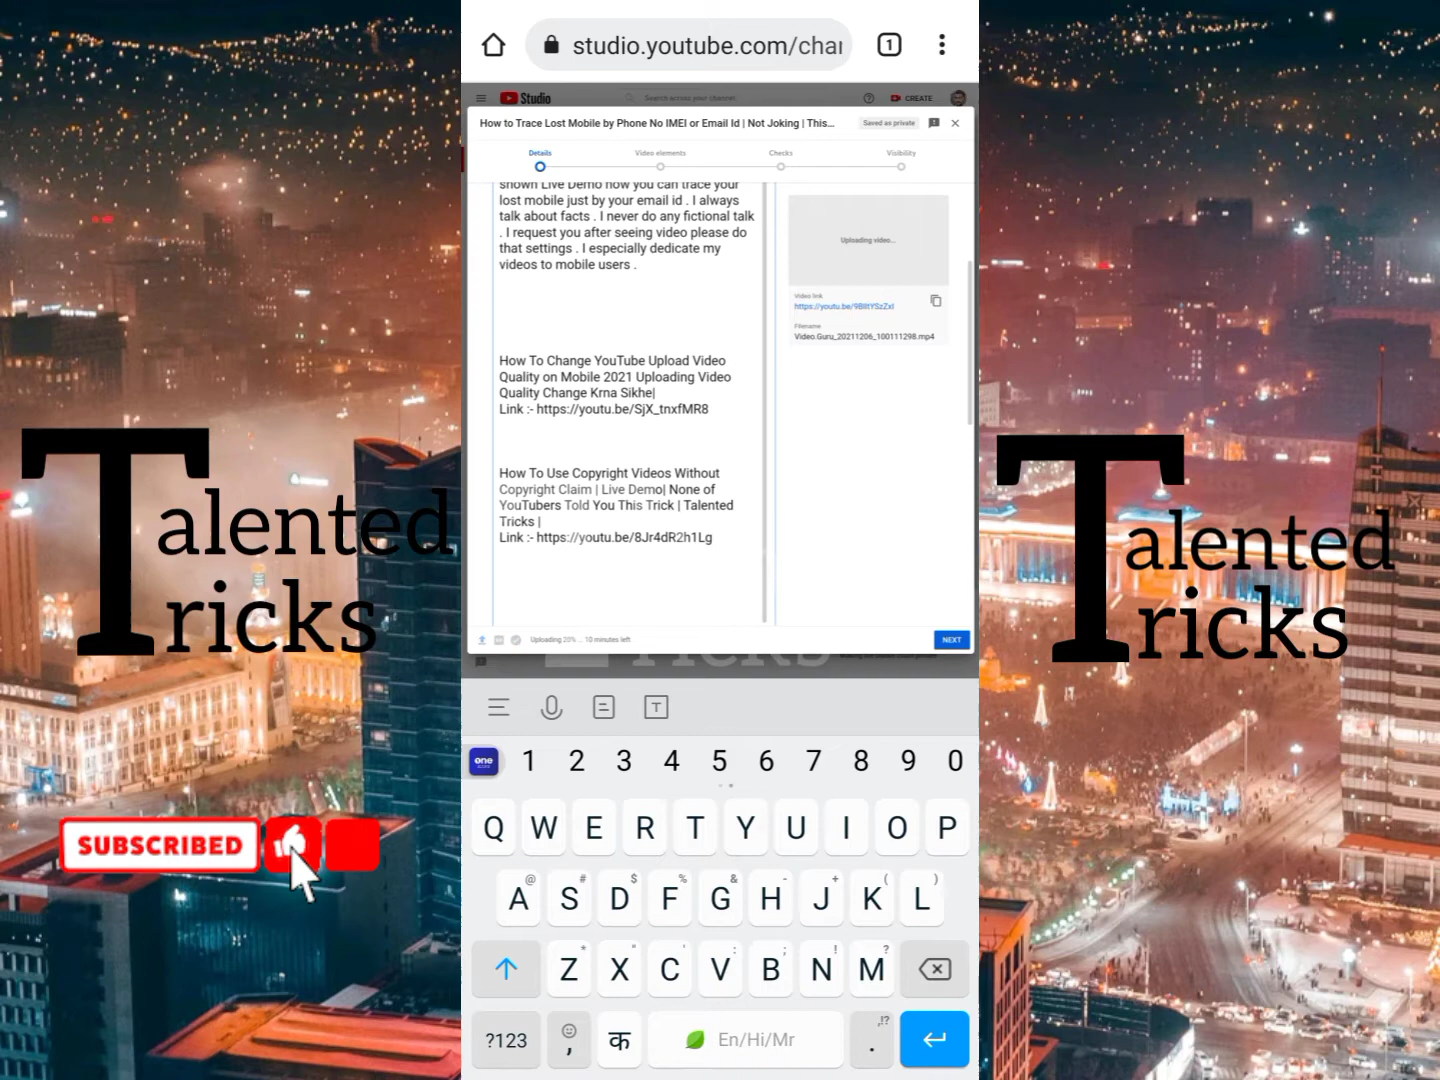 studio.youtube.com/char
1
Studio
Search across your channel
CREATE
How to Trace Lost Mobile by Phone No IMEI or Email Id | Not Joking | This...
Saved as private
Details
Video elements
Checks
Visibility
shown Live Demo how you can trace your
lost mobile just by your email id . I always
talk about facts . I never do any fictional talk
. I request you after seeing video please do
that settings . I especially dedicate my
videos to mobile users .
How To Change YouTube Upload Video
Quality on Mobile 2021 Uploading Video
Quality Change Krna Sikhe|
Link :- https://youtu.be/SjX_tnxfMR8
How To Use Copyright Videos Without
Copyright Claim | Live Demo| None of
YouTubers Told You This Trick | Talented
Tricks |
Link :- https://youtu.be/8Jr4dR2h1Lg
Uploading video...
Video link
Filename
Video.Guru_20211206_100111298.mp4
Uploading 20% ... 10 minutes left
NEXT
Talented
Tricks
Talented
Tricks
SUBSCRIBED
T
one
1 2 3 4 5 6 7 8 9 0
Q W E R T Y U I O P
@ # $ % & - + ( )
A S D F G H J K L
* " ' : ; ! ?
Z X C V B N M
?123 , क En/Hi/Mr . ,!?